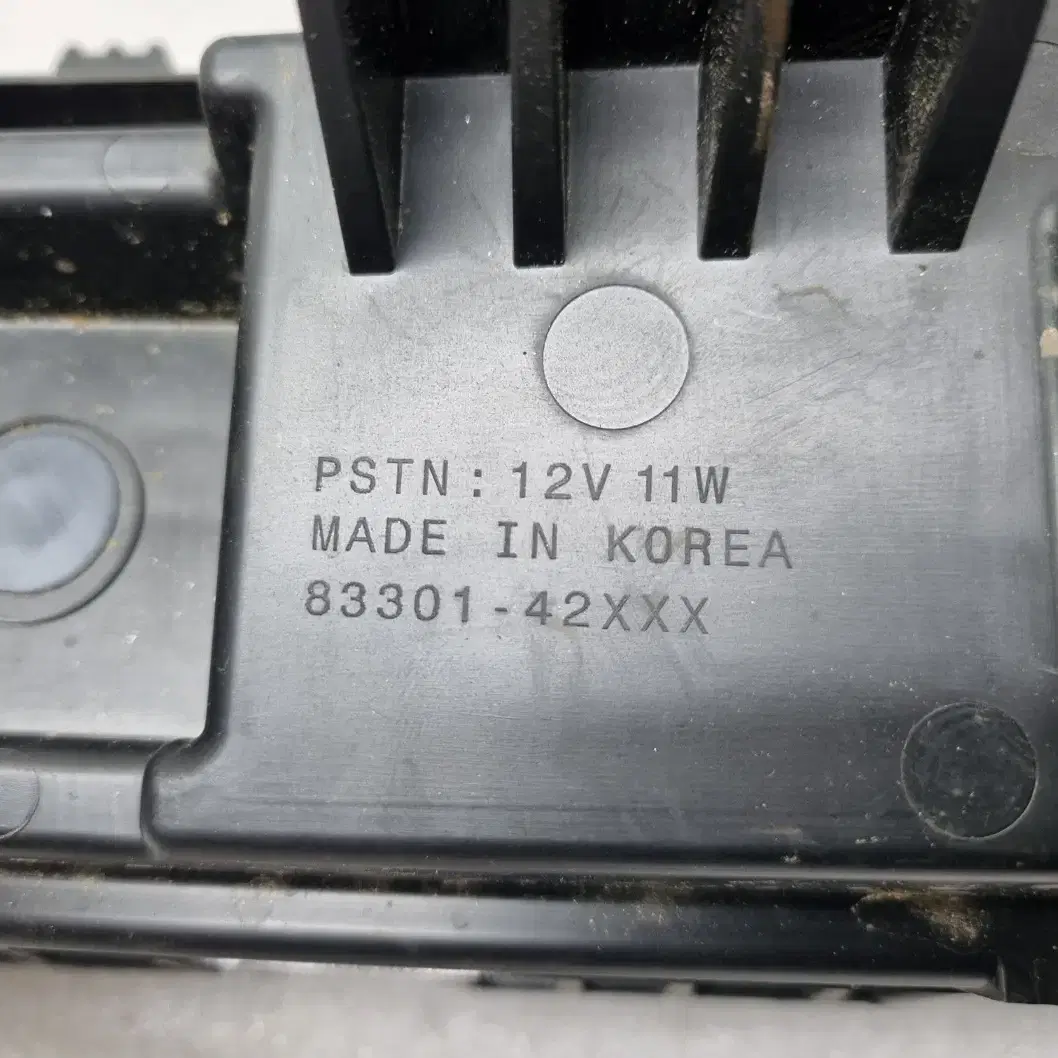 PSTN: 12V 11W
MADE IN KOREA
83301-42XXX